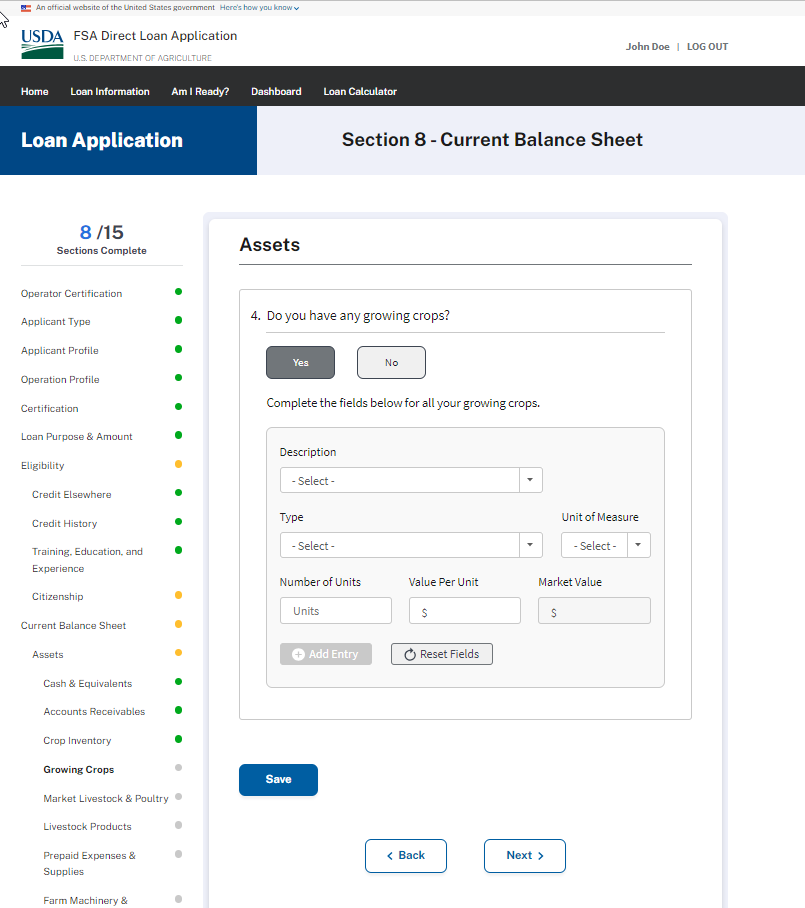 An official website of the United States government Here's how you know
USDA
FSA Direct Loan Application
U.S. DEPARTMENT OF AGRICULTURE
John Doe | LOG OUT
Home Loan Information Am I Ready? Dashboard Loan Calculator
Loan Application
Section 8 - Current Balance Sheet
8 /15
Sections Complete
Operator Certification
Applicant Type
Applicant Profile
Operation Profile
Certification
Loan Purpose & Amount
Eligibility
Credit Elsewhere
Credit History
Training, Education, and
Experience
Citizenship
Current Balance Sheet
Assets
Cash & Equivalents
Accounts Receivables
Crop Inventory
Growing Crops
Market Livestock & Poultry
Livestock Products
Prepaid Expenses &
Supplies
Farm Machinery &
Assets
4. Do you have any growing crops?
Yes No
Complete the fields below for all your growing crops.
Description
- Select -
Type Unit of Measure
- Select - - Select -
Number of Units Value Per Unit Market Value
Units $ $
Add Entry Reset Fields
Save
< Back Next >